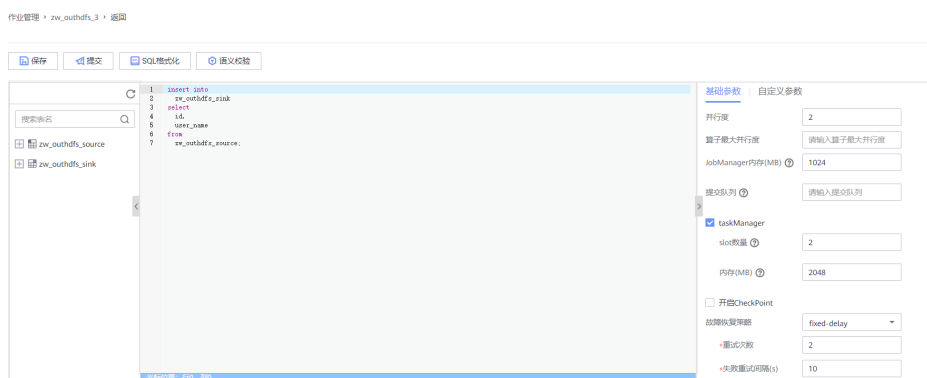 作业管理 › zw_outhdfs_3 › 返回
保存 提交 SQL格式化 语义校验
搜索表名
zw_outhdfs_source
zw_outhdfs_sink
1 insert into
2 zw_outhdfs_sink
3 select
4 id,
5 user_name
6 from
7 zw_outhdfs_source;
基础参数 自定义参数
并行度 2
算子最大并行度 请输入算子最大并行度
JobManager内存(MB) 1024
提交队列 请输入提交队列
taskManager
slot数量 2
内存(MB) 2048
开启CheckPoint
故障恢复策略 fixed-delay
*重试次数 2
*失败重试间隔(s) 10